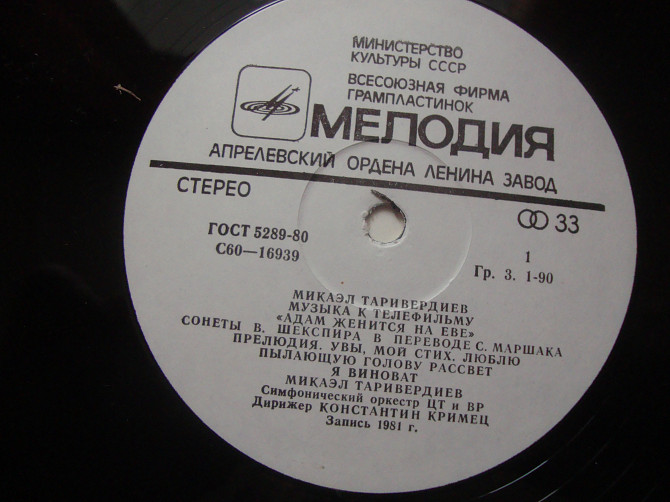 МИНИСТЕРСТВО
КУЛЬТУРЫ СССР
ВСЕСОЮЗНАЯ ФИРМА
ГРАМПЛАСТИНОК
МЕЛОДИЯ
АПРЕЛЕВСКИЙ ОРДЕНА ЛЕНИНА ЗАВОД
СТЕРЕО
33
ГОСТ 5289-80
С60—16939
1
Гр. 3. 1-90
МИКАЭЛ ТАРИВЕРДИЕВ
МУЗЫКА К ТЕЛЕФИЛЬМУ
«АДАМ ЖЕНИТСЯ НА ЕВЕ»
СОНЕТЫ В. ШЕКСПИРА В ПЕРЕВОДЕ С. МАРШАКА
ПРЕЛЮДИЯ. УВЫ, МОЙ СТИХ. ЛЮБЛЮ
ПЫЛАЮЩУЮ ГОЛОВУ РАССВЕТ
Я ВИНОВАТ
МИКАЭЛ ТАРИВЕРДИЕВ
Симфонический оркестр ЦТ и ВР
Дирижер КОНСТАНТИН КРИМЕЦ
Запись 1981 г.